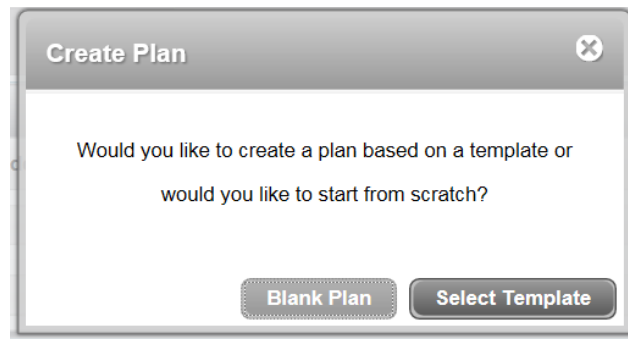 Create Plan
Would you like to create a plan based on a template or
would you like to start from scratch?
Blank Plan
Select Template